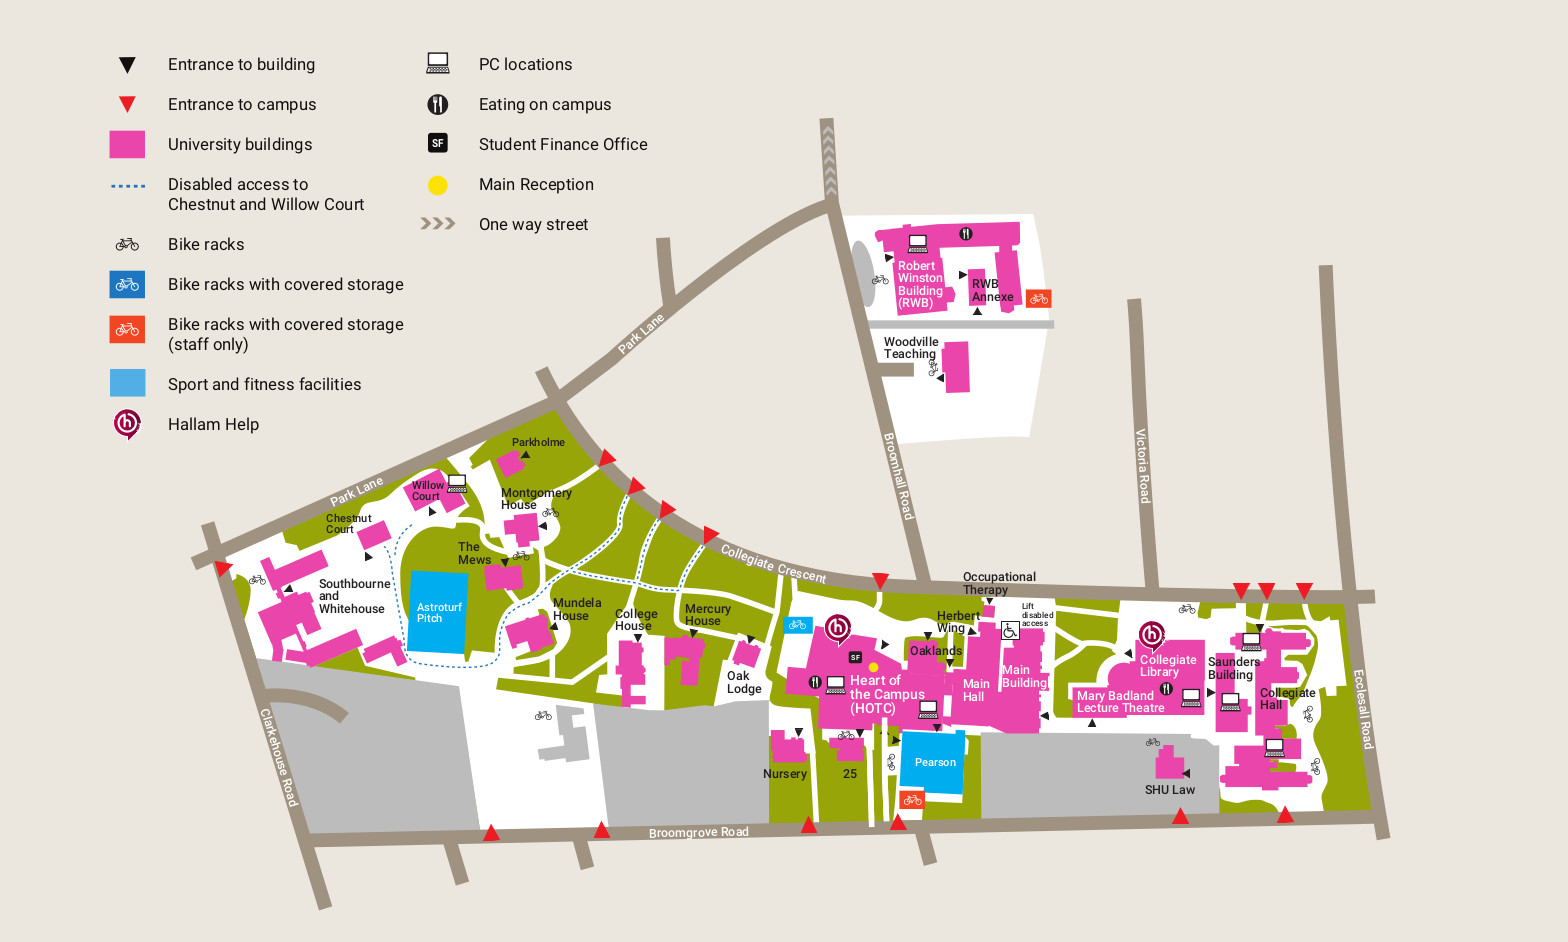 Entrance to building
Entrance to campus
University buildings
Disabled access to
Chestnut and Willow Court
Bike racks
Bike racks with covered storage
Bike racks with covered storage
(staff only)
Sport and fitness facilities
h
Hallam Help
PC locations
Eating on campus
SF
Student Finance Office
Main Reception
One way street
Park Lane
Robert
Winston
Building
(RWB)
RWB
Annexe
Woodville
Teaching
Broomhall Road
Victoria Road
Parkholme
Park Lane
Willow
Court
Montgomery
House
Chestnut
Court
The
Mews
Collegiate Crescent
Southbourne
and
Whitehouse
Astroturf
Pitch
Mundela
House
College
House
Mercury
House
Oak
Lodge
Occupational
Therapy
Lift
disabled
access
Herbert
Wing
Oaklands
h
SF
Heart of
the Campus
(HOTC)
Main
Hall
Main
Building
h
Collegiate
Library
Mary Badland
Lecture Theatre
Saunders
Building
Collegiate
Hall
Ecclesall Road
Clarkehouse Road
Nursery
25
Pearson
SHU Law
Broomgrove Road